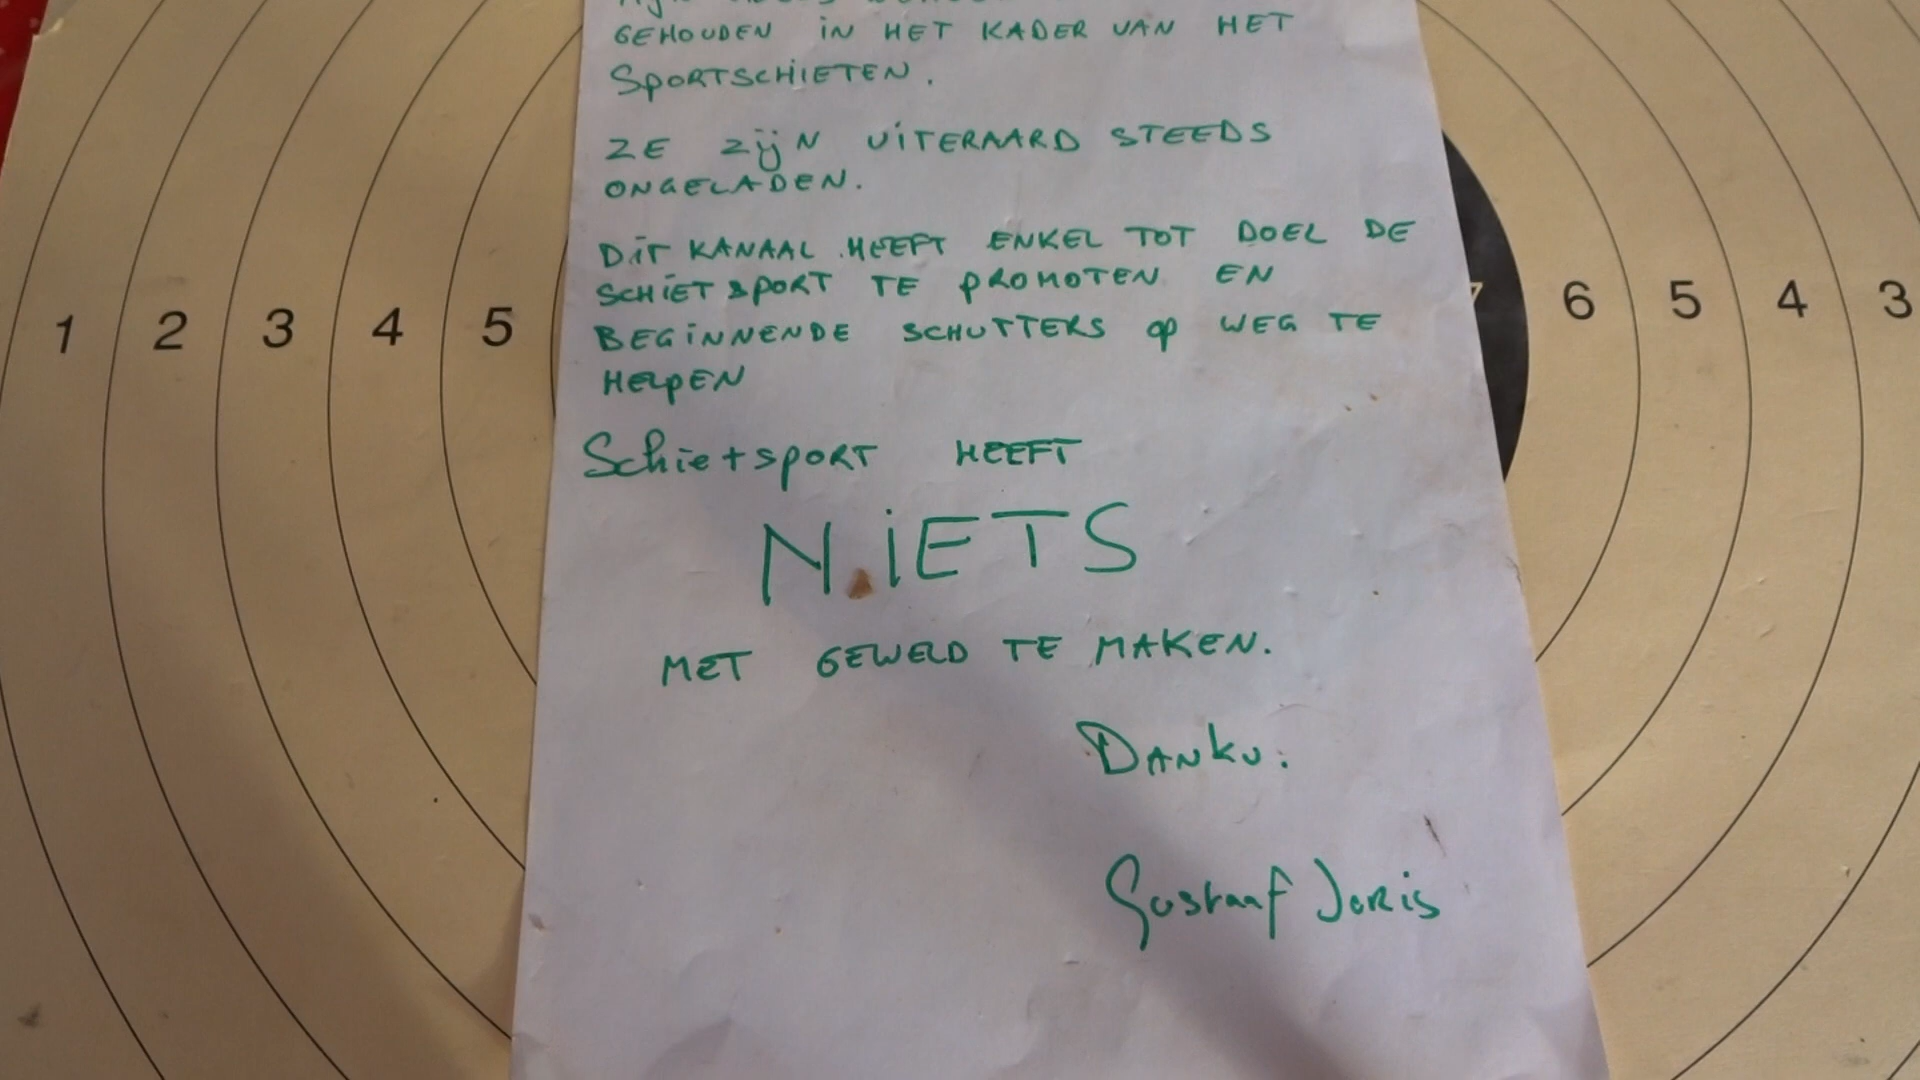 GEHOUDEN IN HET KADER VAN HET
SPORTSCHIETEN.
ZE ZIJN UITERAARD STEEDS
ONGELADEN.
DIT KANAAL HEEFT ENKEL TOT DOEL DE
SCHIETSPORT TE PROMOTEN EN
BEGINNENDE SCHUTTERS OP WEG TE
HELPEN
Schietsport HEEFT
NIETS
MET GEWELD TE MAKEN.
DANKU.
Gustaaf Joris
1 2 3 4 5
7 6 5 4 3